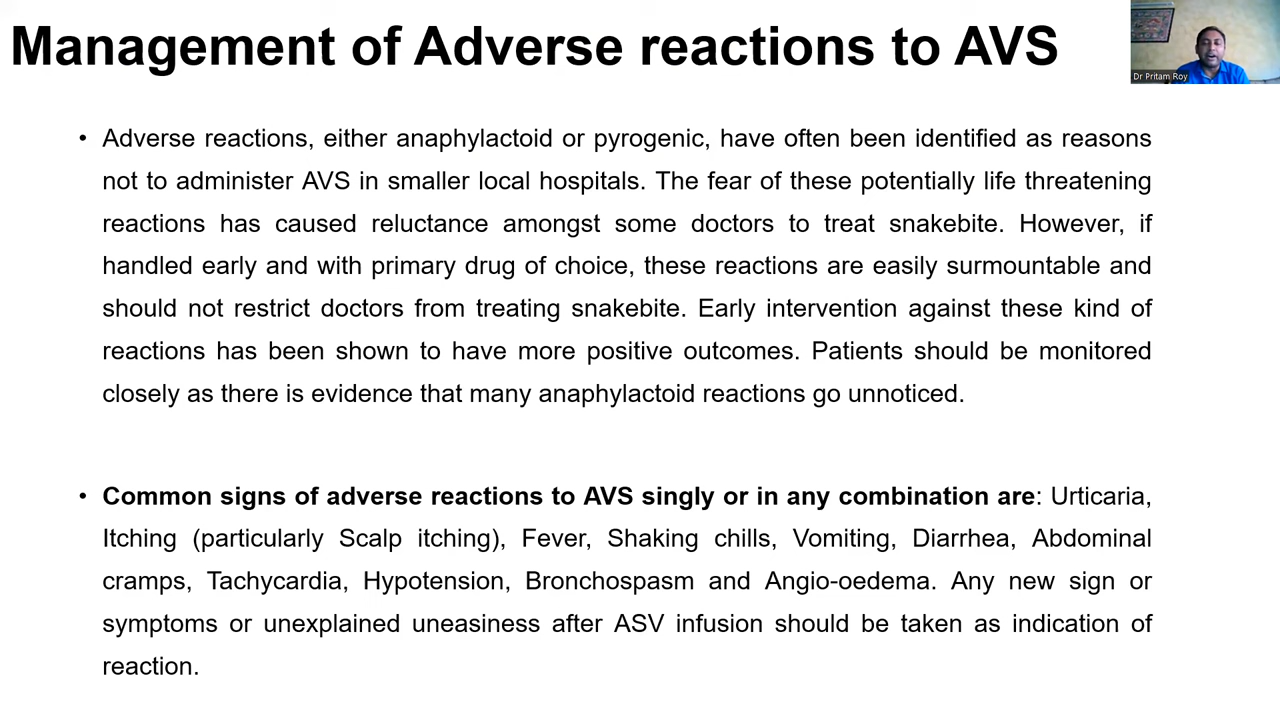 Management of Adverse reactions to AVS
Dr Pritam Roy
• Adverse reactions, either anaphylactoid or pyrogenic, have often been identified as reasons
not to administer AVS in smaller local hospitals. The fear of these potentially life threatening
reactions has caused reluctance amongst some doctors to treat snakebite. However, if
handled early and with primary drug of choice, these reactions are easily surmountable and
should not restrict doctors from treating snakebite. Early intervention against these kind of
reactions has been shown to have more positive outcomes. Patients should be monitored
closely as there is evidence that many anaphylactoid reactions go unnoticed.
• Common signs of adverse reactions to AVS singly or in any combination are: Urticaria,
Itching (particularly Scalp itching), Fever, Shaking chills, Vomiting, Diarrhea, Abdominal
cramps, Tachycardia, Hypotension, Bronchospasm and Angio-oedema. Any new sign or
symptoms or unexplained uneasiness after ASV infusion should be taken as indication of
reaction.